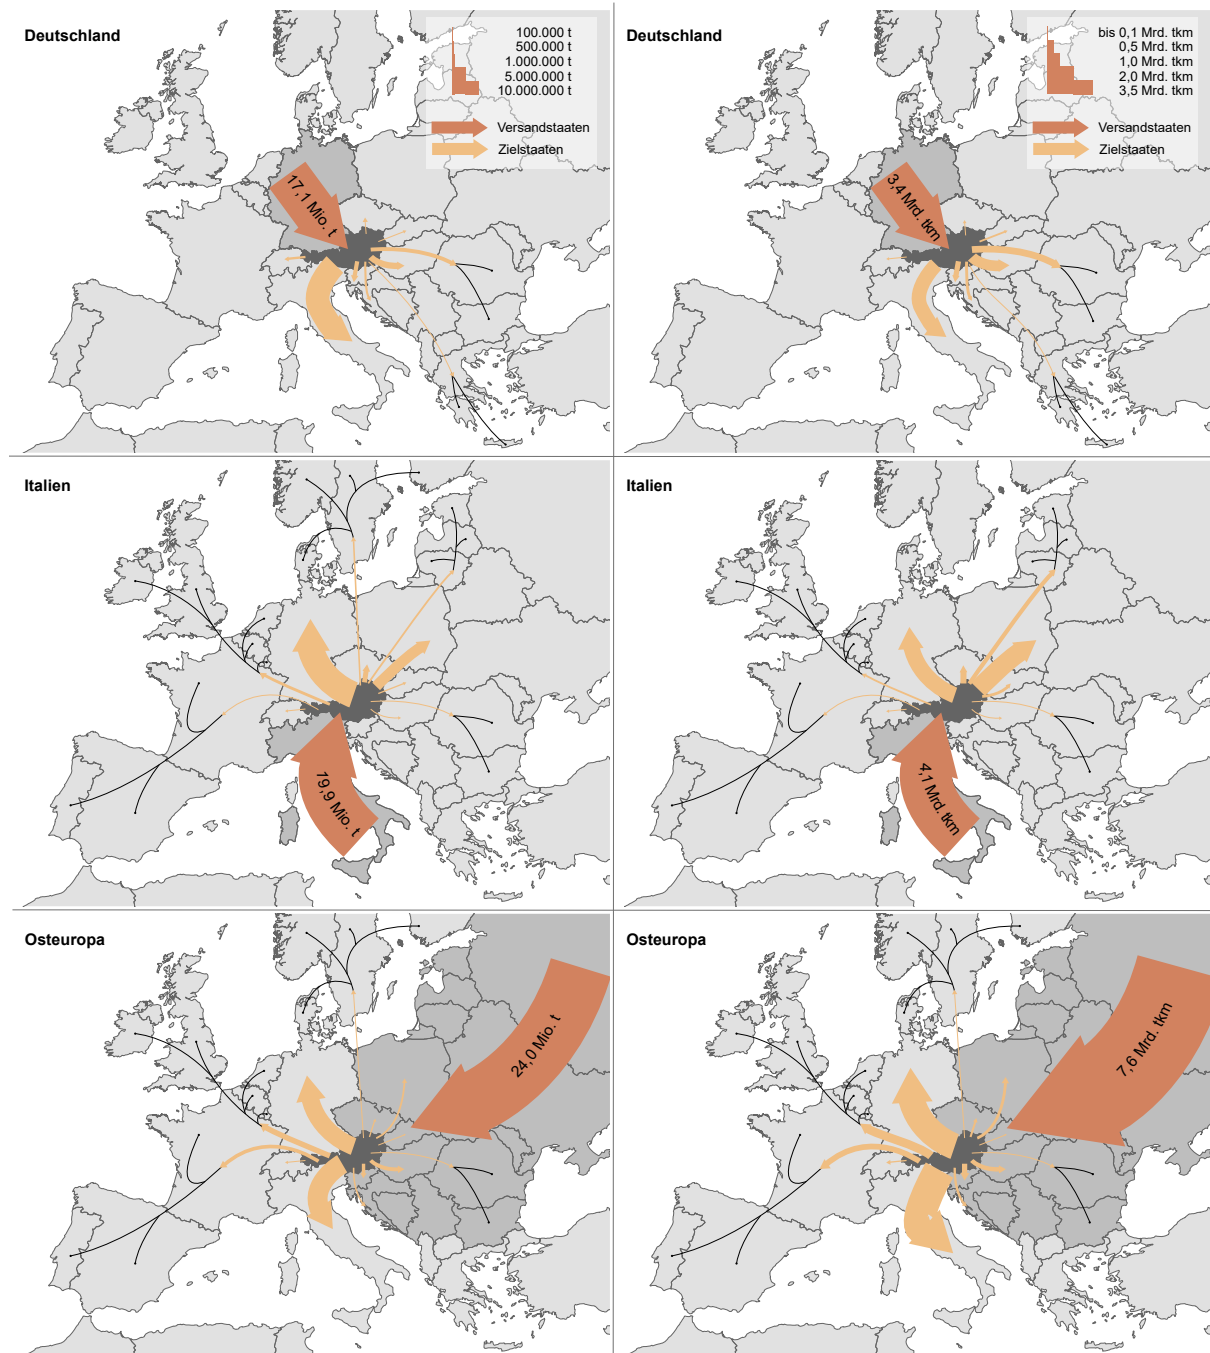 Deutschland
100.000 t
500.000 t
1.000.000 t
5.000.000 t
10.000.000 t
Versandstaaten
Zielstaaten
17,1 Mio. t
Deutschland
bis 0,1 Mrd. tkm
0,5 Mrd. tkm
1,0 Mrd. tkm
2,0 Mrd. tkm
3,5 Mrd. tkm
Versandstaaten
Zielstaaten
3,4 Mrd. tkm
Italien
19,9 Mio. t
Italien
4,1 Mrd. tkm
Osteuropa
24,0 Mio. t
Osteuropa
7,6 Mrd. tkm